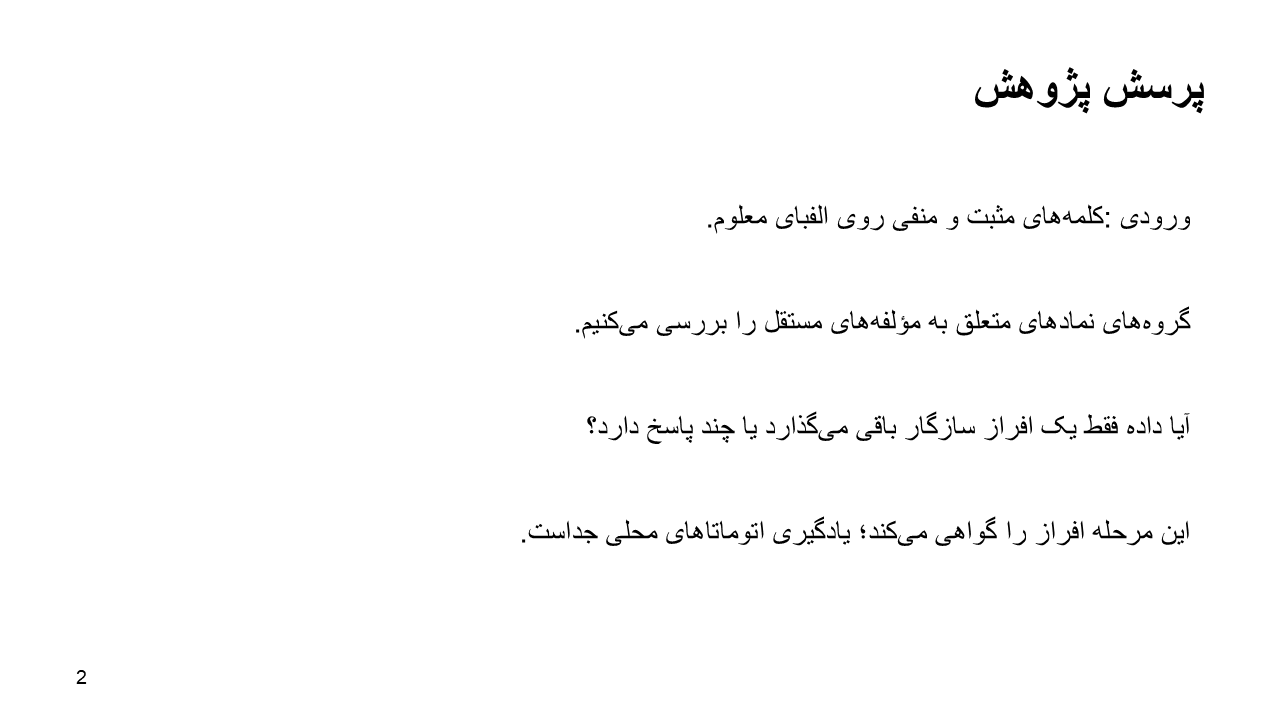 پرسش پژوهش
ورودی :کلمه‌های مثبت و منفی روی الفبای معلوم.
گروه‌های نمادهای متعلق به مؤلفه‌های مستقل را بررسی می‌کنیم.
آیا داده فقط یک افراز سازگار باقی می‌گذارد یا چند پاسخ دارد؟
این مرحله افراز را گواهی می‌کند؛ یادگیری اتوماتاهای محلی جداست.
2